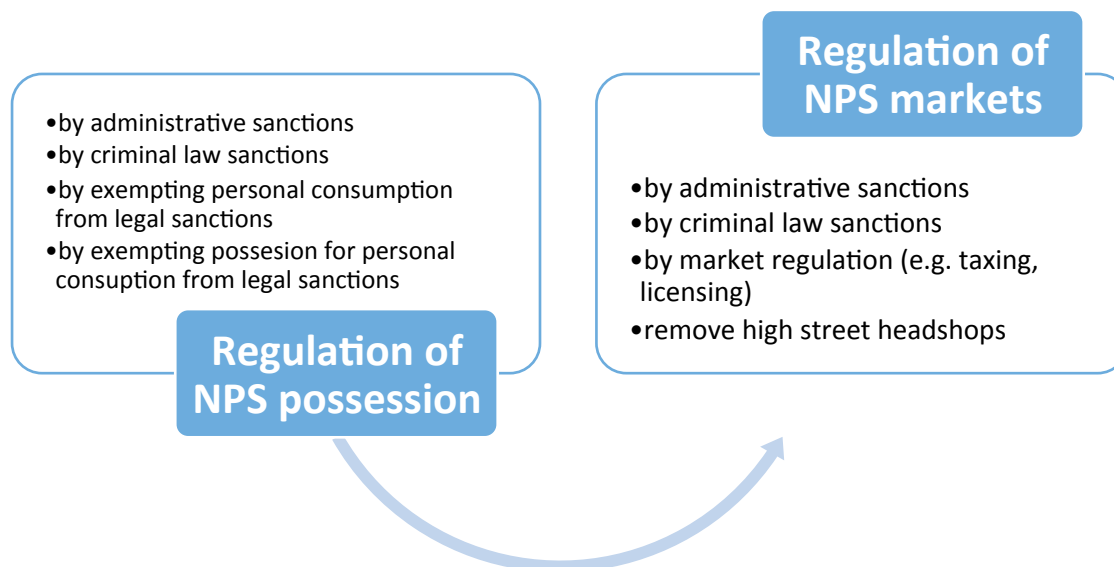 •by administrative sanctions
•by criminal law sanctions
•by exempting personal consumption
from legal sanctions
•by exempting possesion for personal
consuption from legal sanctions
Regulation of
NPS possession
Regulation of
NPS markets
•by administrative sanctions
•by criminal law sanctions
•by market regulation (e.g. taxing,
licensing)
•remove high street headshops